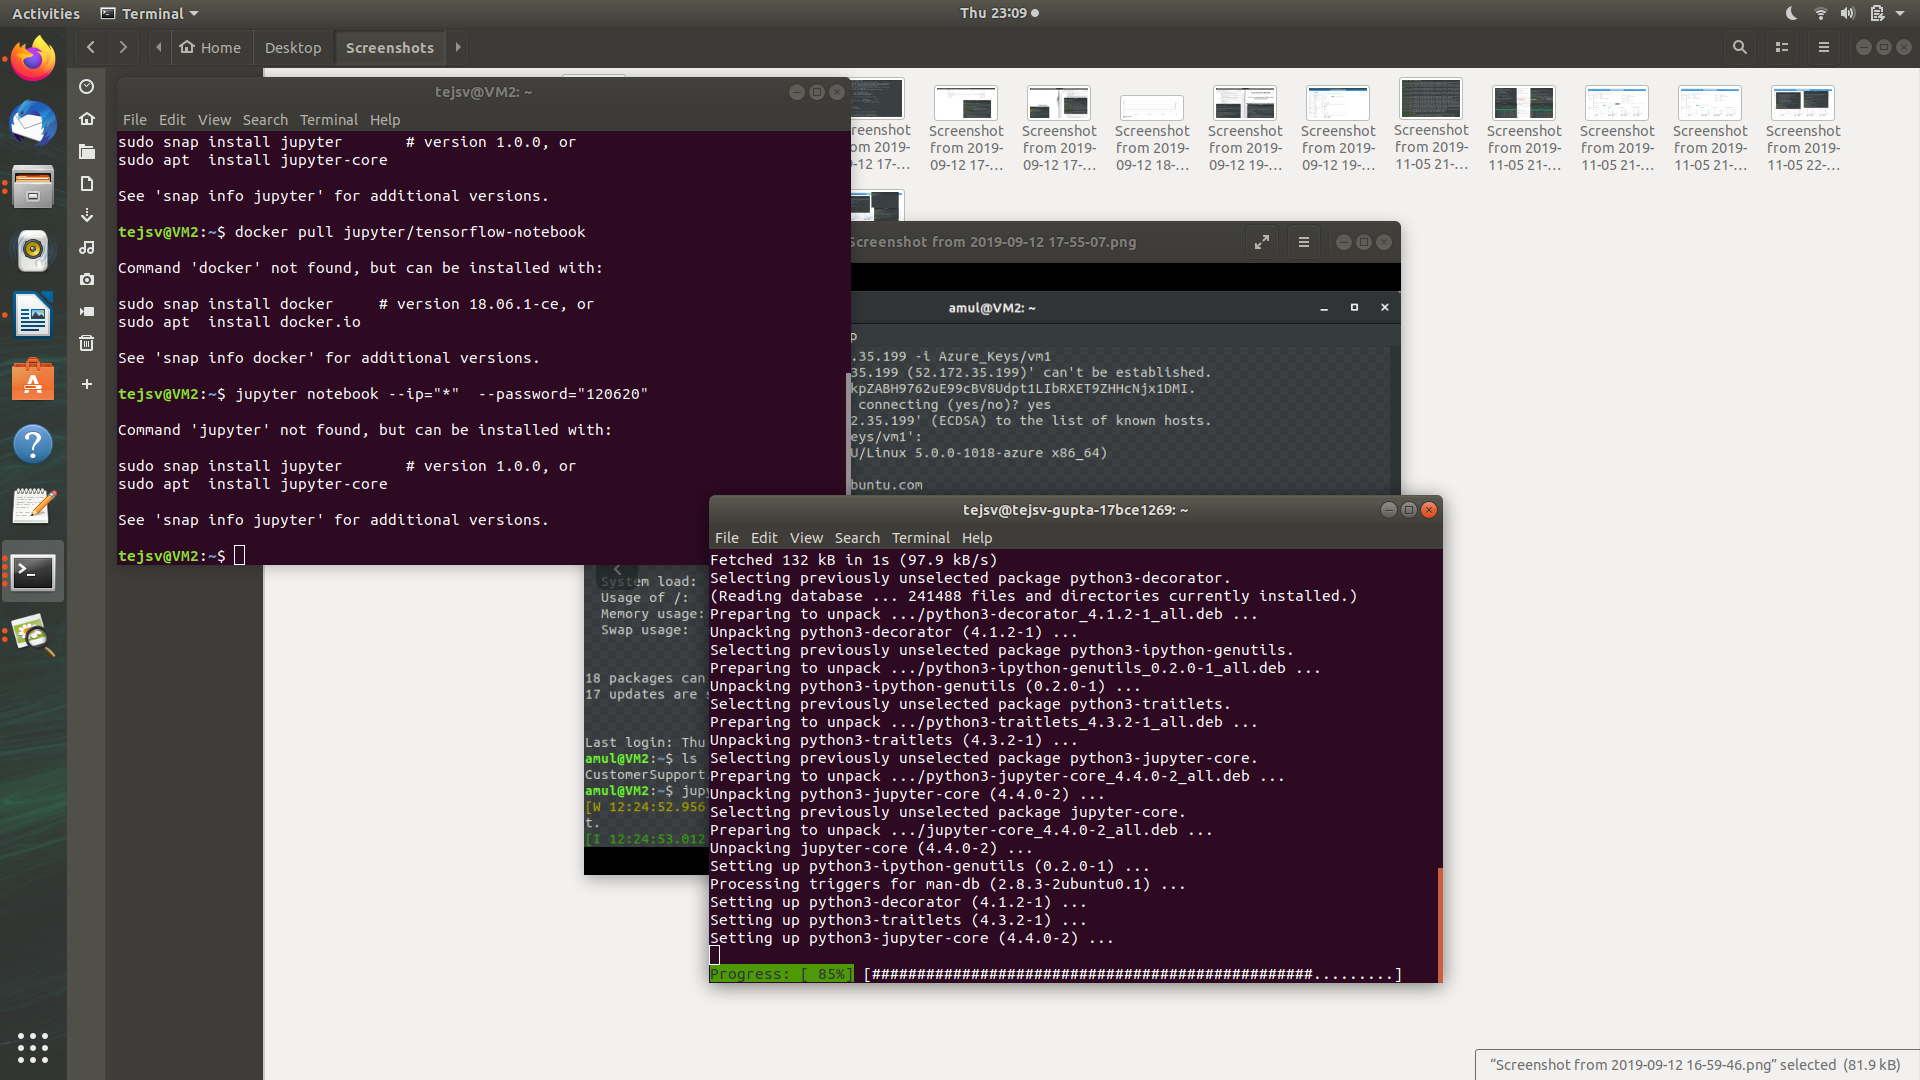 Activities
Terminal
Thu 23:09
Home
Desktop
Screenshots
tejsv@VM2: ~
File Edit View Search Terminal Help
sudo snap install jupyter       # version 1.0.0, or
sudo apt  install jupyter-core
See 'snap info jupyter' for additional versions.
tejsv@VM2:~$ docker pull jupyter/tensorflow-notebook
Command 'docker' not found, but can be installed with:
sudo snap install docker     # version 18.06.1-ce, or
sudo apt  install docker.io
See 'snap info docker' for additional versions.
tejsv@VM2:~$ jupyter notebook --ip="*"  --password="120620"
Command 'jupyter' not found, but can be installed with:
sudo snap install jupyter       # version 1.0.0, or
sudo apt  install jupyter-core
See 'snap info jupyter' for additional versions.
tejsv@VM2:~$
reenshot
om 2019-
9-12 17-...
Screenshot
from 2019-
09-12 17-...
Screenshot
from 2019-
09-12 17-...
Screenshot
from 2019-
09-12 18-...
Screenshot
from 2019-
09-12 19-...
Screenshot
from 2019-
09-12 19-...
Screenshot
from 2019-
11-05 21-...
Screenshot
from 2019-
11-05 21-...
Screenshot
from 2019-
11-05 21-...
Screenshot
from 2019-
11-05 21-...
Screenshot
from 2019-
11-05 22-...
Screenshot from 2019-09-12 17-55-07.png
amul@VM2: ~
p
.35.199 -i Azure_Keys/vm1
35.199 (52.172.35.199)' can't be established.
kpZABH9762uE99cBV8Udpt1LIbRXET9ZHHcNjx1DMI.
connecting (yes/no)? yes
2.35.199' (ECDSA) to the list of known hosts.
eys/vm1':
U/Linux 5.0.0-1018-azure x86_64)
buntu.com
System load:
Usage of /:
Memory usage:
Swap usage:
18 packages can
17 updates are s
Last login: Thu
amul@VM2:~$ ls
CustomerSupport
amul@VM2:~$ jup
[W 12:24:52.956
t.
[I 12:24:53.012
tejsv@tejsv-gupta-17bce1269: ~
File Edit View Search Terminal Help
Fetched 132 kB in 1s (97.9 kB/s)
Selecting previously unselected package python3-decorator.
(Reading database ... 241488 files and directories currently installed.)
Preparing to unpack .../python3-decorator_4.1.2-1_all.deb ...
Unpacking python3-decorator (4.1.2-1) ...
Selecting previously unselected package python3-ipython-genutils.
Preparing to unpack .../python3-ipython-genutils_0.2.0-1_all.deb ...
Unpacking python3-ipython-genutils (0.2.0-1) ...
Selecting previously unselected package python3-traitlets.
Preparing to unpack .../python3-traitlets_4.3.2-1_all.deb ...
Unpacking python3-traitlets (4.3.2-1) ...
Selecting previously unselected package python3-jupyter-core.
Preparing to unpack .../python3-jupyter-core_4.4.0-2_all.deb ...
Unpacking python3-jupyter-core (4.4.0-2) ...
Selecting previously unselected package jupyter-core.
Preparing to unpack .../jupyter-core_4.4.0-2_all.deb ...
Unpacking jupyter-core (4.4.0-2) ...
Setting up python3-ipython-genutils (0.2.0-1) ...
Processing triggers for man-db (2.8.3-2ubuntu0.1) ...
Setting up python3-decorator (4.1.2-1) ...
Setting up python3-traitlets (4.3.2-1) ...
Setting up python3-jupyter-core (4.4.0-2) ...
Progress: [ 85%] [#################################################.........]
"Screenshot from 2019-09-12 16-59-46.png" selected (81.9 kB)